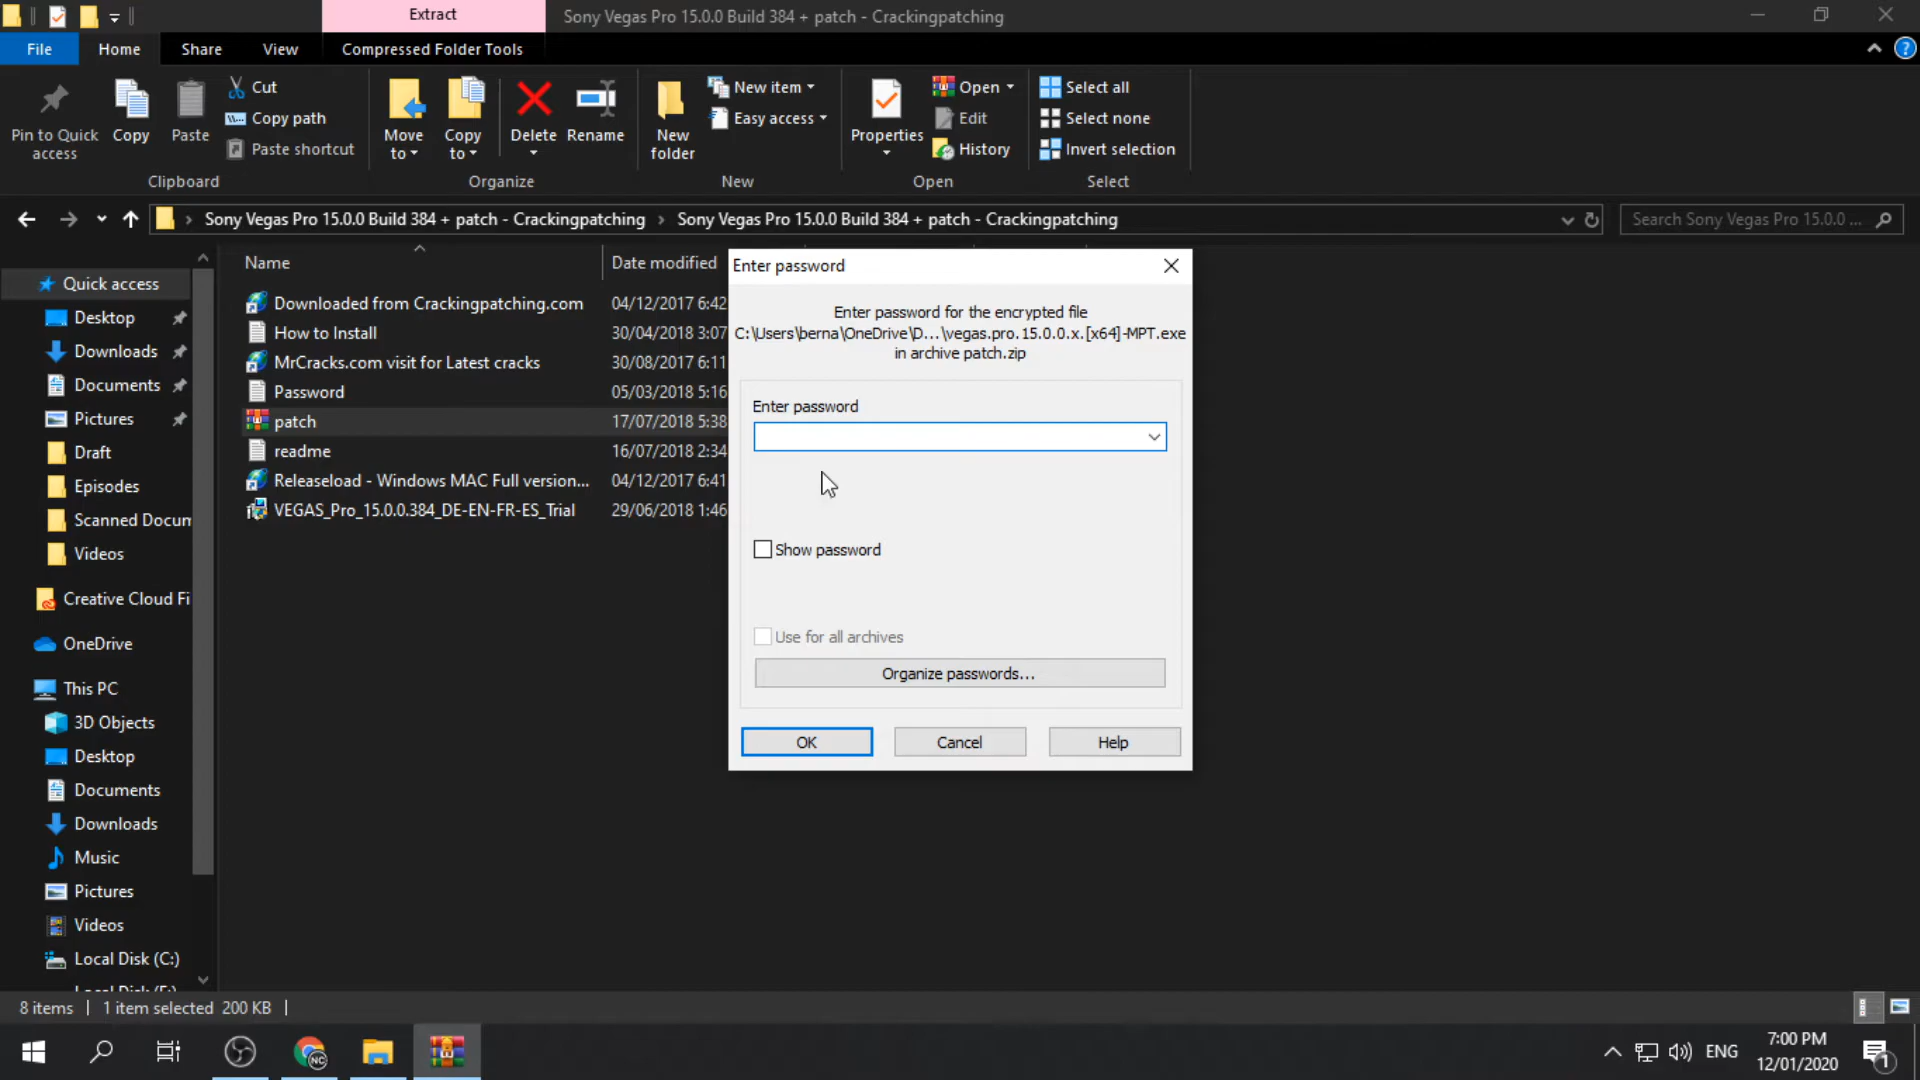 Extract
Sony Vegas Pro 15.0.0 Build 384 + patch - Crackingpatching
File
Home
Share
View
Compressed Folder Tools
Pin to Quick access
Copy
Paste
Cut
Copy path
Paste shortcut
Clipboard
Move to
Copy to
Delete
Rename
Organize
New folder
New item
Easy access
New
Properties
Open
Edit
History
Open
Select all
Select none
Invert selection
Select
Sony Vegas Pro 15.0.0 Build 384 + patch - Crackingpatching
Sony Vegas Pro 15.0.0 Build 384 + patch - Crackingpatching
Search Sony Vegas Pro 15.0.0 ...
Quick access
Desktop
Downloads
Documents
Pictures
Draft
Episodes
Scanned Docum
Videos
Creative Cloud Fi
OneDrive
This PC
3D Objects
Desktop
Documents
Downloads
Music
Pictures
Videos
Local Disk (C:)
Name
Date modified
Downloaded from Crackingpatching.com 04/12/2017 6:42
How to Install 30/04/2018 3:07
MrCracks.com visit for Latest cracks 30/08/2017 6:11
Password 05/03/2018 5:16
patch 17/07/2018 5:38
readme 16/07/2018 2:34
Releaseload - Windows MAC Full version... 04/12/2017 6:41
VEGAS_Pro_15.0.0.384_DE-EN-FR-ES_Trial 29/06/2018 1:46
Enter password
Enter password for the encrypted file
C:\Users\berna\OneDrive\D...\vegas.pro.15.0.0.x.[x64]-MPT.exe
in archive patch.zip
Enter password
Show password
Use for all archives
Organize passwords...
OK
Cancel
Help
8 items
1 item selected 200 KB
NC
ENG
7:00 PM
12/01/2020
1